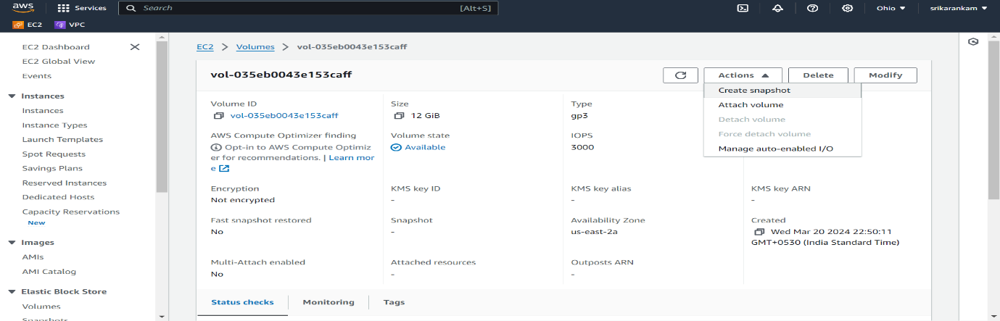 aws
Services
Search
[Alt+S]
Ohio
srikarankam
EC2
VPC
EC2 Dashboard
EC2 Global View
Events
Instances
Instances
Instance Types
Launch Templates
Spot Requests
Savings Plans
Reserved Instances
Dedicated Hosts
Capacity Reservations
New
Images
AMIs
AMI Catalog
Elastic Block Store
Volumes
Snapshots
EC2 > Volumes > vol-035eb0043e153caff
vol-035eb0043e153caff
Actions
Delete
Modify
Create snapshot
Attach volume
Detach volume
Force detach volume
Manage auto-enabled I/O
Volume ID
vol-035eb0043e153caff
Size
12 GiB
Type
gp3
AWS Compute Optimizer finding
Opt-in to AWS Compute Optimiz
er for recommendations. | Learn mor
e
Volume state
Available
IOPS
3000
Encryption
Not encrypted
KMS key ID
-
KMS key alias
-
KMS key ARN
-
Fast snapshot restored
No
Snapshot
-
Availability Zone
us-east-2a
Created
Wed Mar 20 2024 22:50:11
GMT+0530 (India Standard Time)
Multi-Attach enabled
No
Attached resources
-
Outposts ARN
-
Status checks
Monitoring
Tags